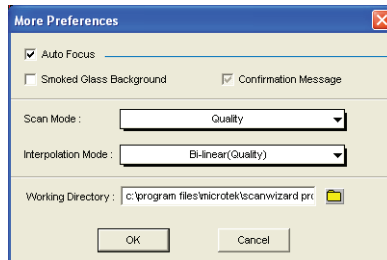 More Preferences
Auto Focus
Smoked Glass Background Confirmation Message
Scan Mode : Quality
Interpolation Mode : Bi-linear(Quality)
Working Directory : c:\program files\microtek\scanwizard pro
OK Cancel